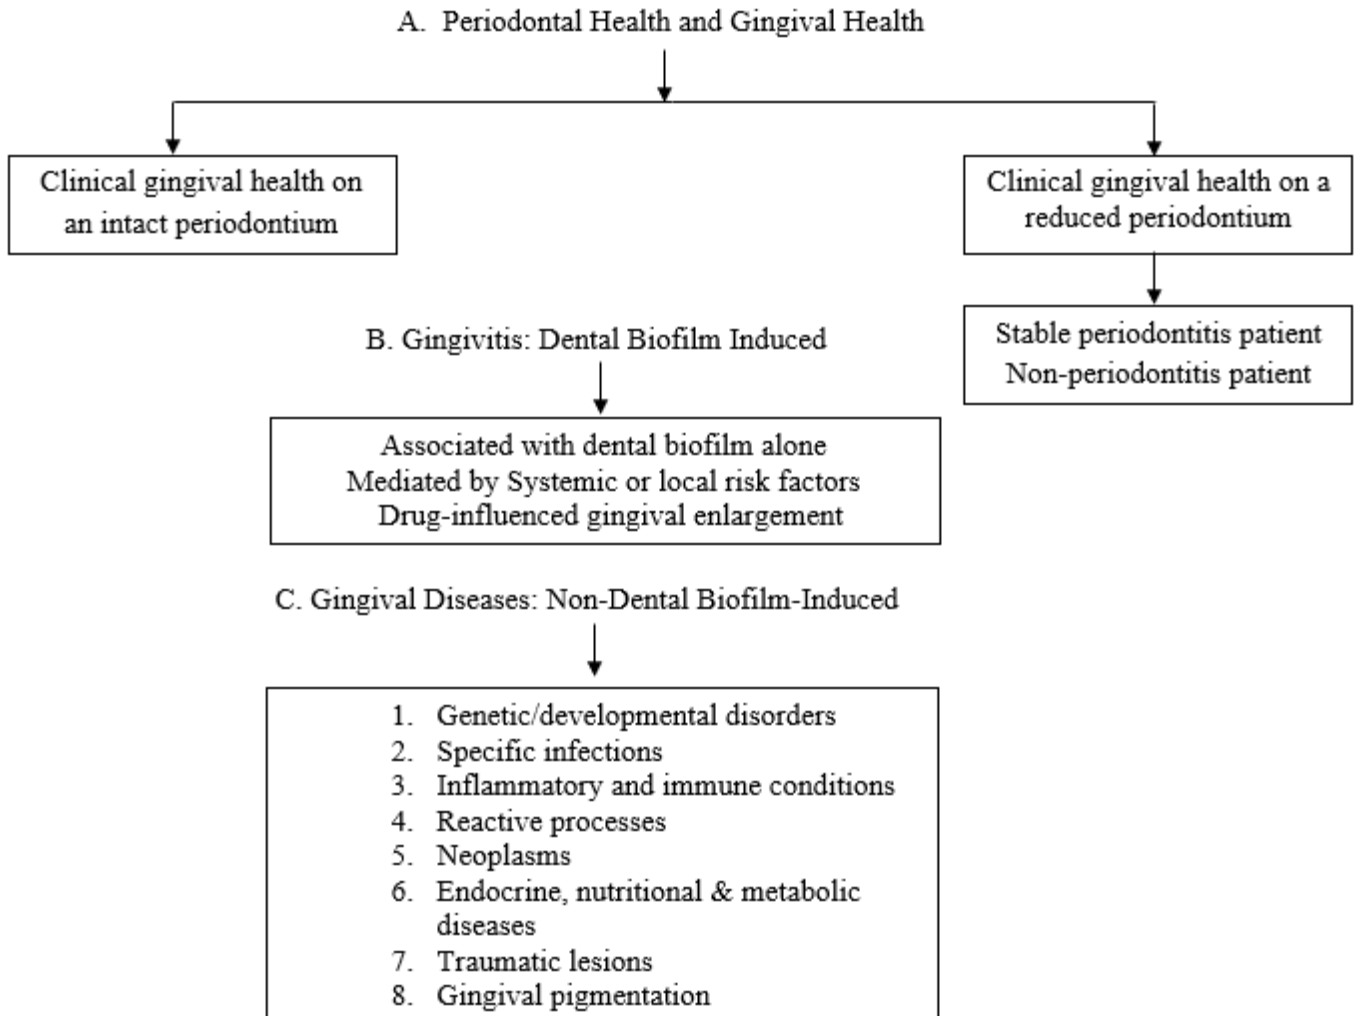 A. Periodontal Health and Gingival Health
Clinical gingival health on
an intact periodontium
Clinical gingival health on a
reduced periodontium
Stable periodontitis patient
Non-periodontitis patient
B. Gingivitis: Dental Biofilm Induced
Associated with dental biofilm alone
Mediated by Systemic or local risk factors
Drug-influenced gingival enlargement
C. Gingival Diseases: Non-Dental Biofilm-Induced
1. Genetic/developmental disorders
2. Specific infections
3. Inflammatory and immune conditions
4. Reactive processes
5. Neoplasms
6. Endocrine, nutritional & metabolic
diseases
7. Traumatic lesions
8. Gingival pigmentation